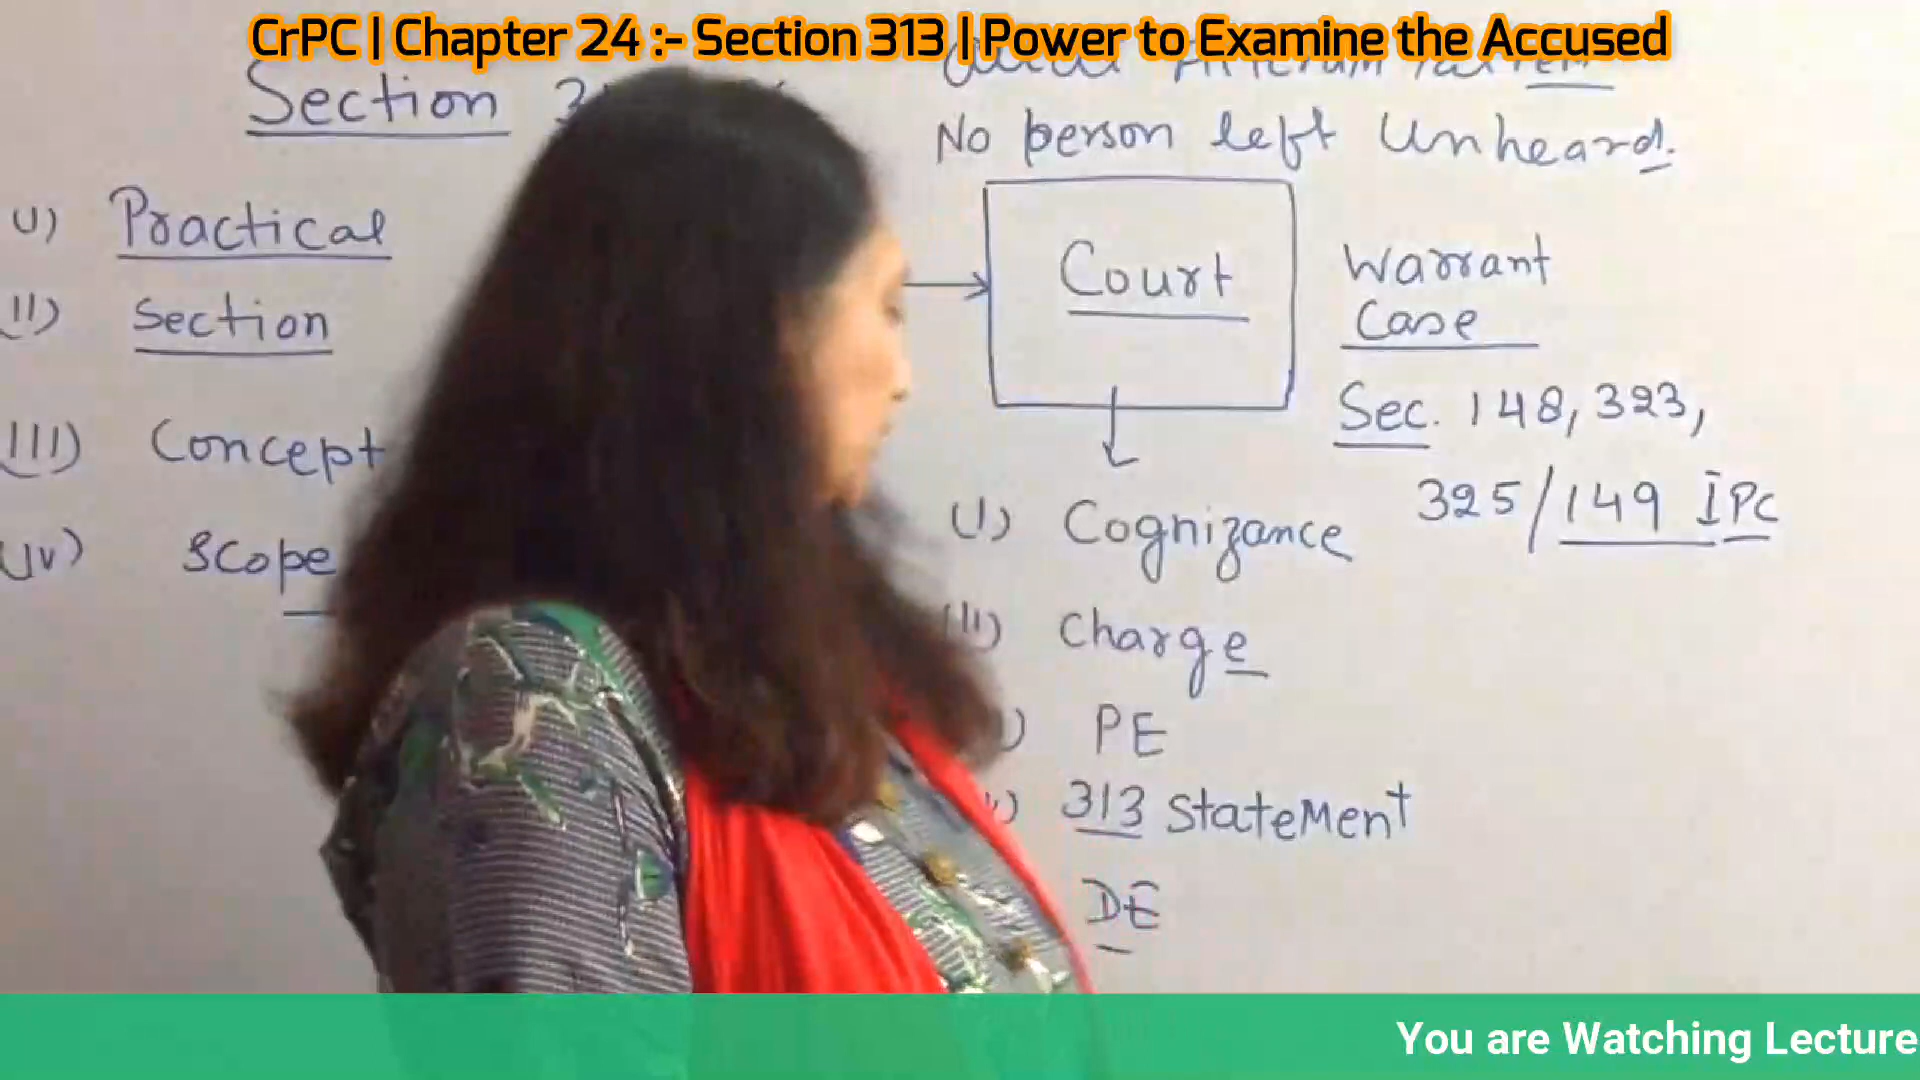 CrPC | Chapter 24 :- Section 313 | Power to Examine the Accused
Section
No person left Unheard.
I) Practical
II) Section
III) Concept
IV) Scope
Court
Warrant
Case
Sec. 148, 323,
325/149 IPC
I) Cognizance
II) Charge
PE
313 Statement
DE
You are Watching Lecture